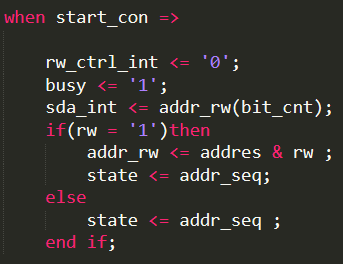 when start_con =>
rw_ctrl_int <= '0';
busy <= '1';
sda_int <= addr_rw(bit_cnt);
if(rw = '1')then
addr_rw <= addres & rw ;
state <= addr_seq;
else
state <= addr_seq ;
end if;